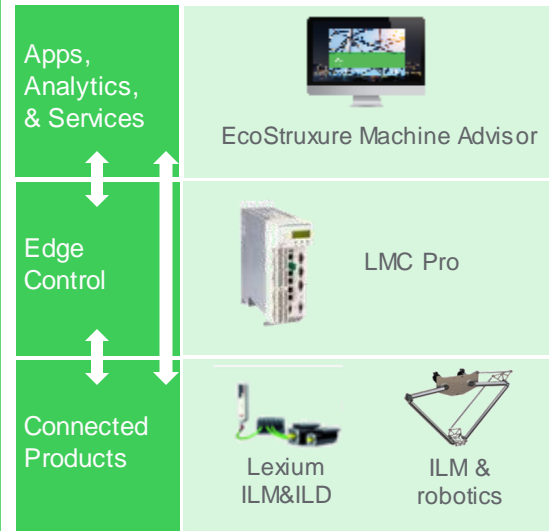 Apps,
Analytics,
& Services
EcoStruxure Machine Advisor
Edge
Control
LMC Pro
Connected
Products
Lexium
ILM&ILD
ILM &
robotics